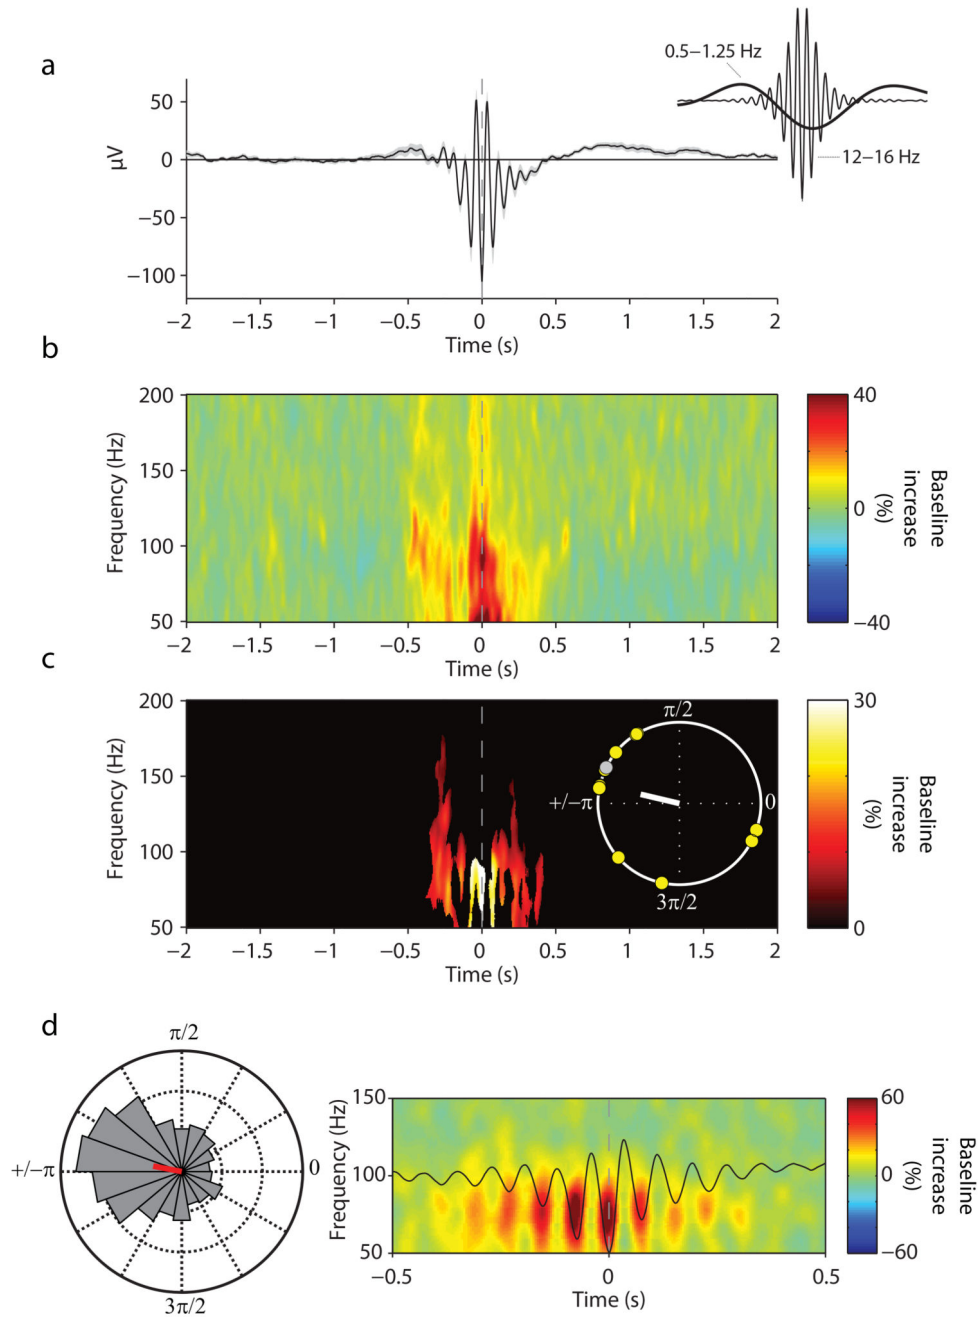 a
0.5–1.25 Hz
12–16 Hz
μV
50
0
−50
−100
−2 −1.5 −1 −0.5 0 0.5 1 1.5 2
Time (s)
b
Frequency (Hz)
200
150
100
50
−2 −1.5 −1 −0.5 0 0.5 1 1.5 2
Time (s)
40
0
−40
Baseline
increase
(%)
c
Frequency (Hz)
200
150
100
50
−2 −1.5 −1 −0.5 0 0.5 1 1.5 2
Time (s)
π/2
+/−π
0
3π/2
30
0
Baseline
increase
(%)
d
π/2
+/−π
0
3π/2
Frequency (Hz)
150
100
50
−0.5 0 0.5
Time (s)
60
0
−60
Baseline
increase
(%)